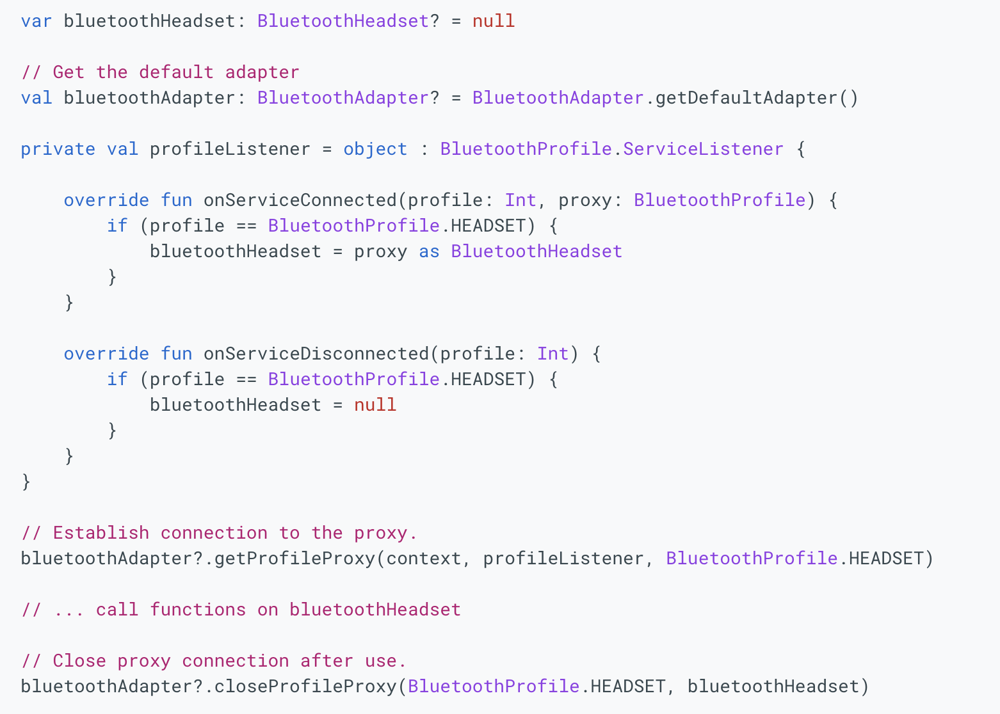 var bluetoothHeadset: BluetoothHeadset? = null

// Get the default adapter
val bluetoothAdapter: BluetoothAdapter? = BluetoothAdapter.getDefaultAdapter()

private val profileListener = object : BluetoothProfile.ServiceListener {

    override fun onServiceConnected(profile: Int, proxy: BluetoothProfile) {
        if (profile == BluetoothProfile.HEADSET) {
            bluetoothHeadset = proxy as BluetoothHeadset
        }
    }

    override fun onServiceDisconnected(profile: Int) {
        if (profile == BluetoothProfile.HEADSET) {
            bluetoothHeadset = null
        }
    }
}

// Establish connection to the proxy.
bluetoothAdapter?.getProfileProxy(context, profileListener, BluetoothProfile.HEADSET)

// ... call functions on bluetoothHeadset

// Close proxy connection after use.
bluetoothAdapter?.closeProfileProxy(BluetoothProfile.HEADSET, bluetoothHeadset)